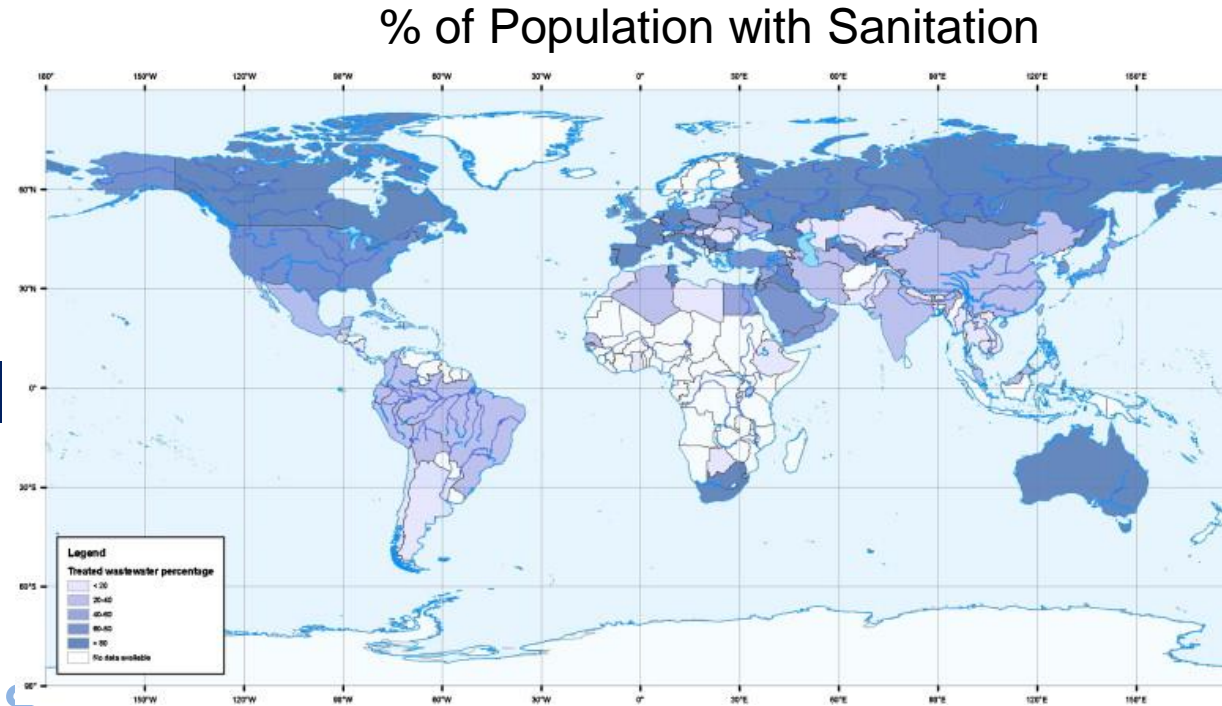 % of Population with Sanitation
180° 150°W 120°W 90°W 60°W 30°W 0° 30°E 60°E 90°E 120°E 150°E
60°N
30°N
0°
30°S
60°S
90°
Legend
Treated wastewater percentage
< 20
20-40
40-60
60-80
> 80
No data available
150°W 120°W 90°W 60°W 30°W 0° 30°E 60°E 90°E 120°E 150°E